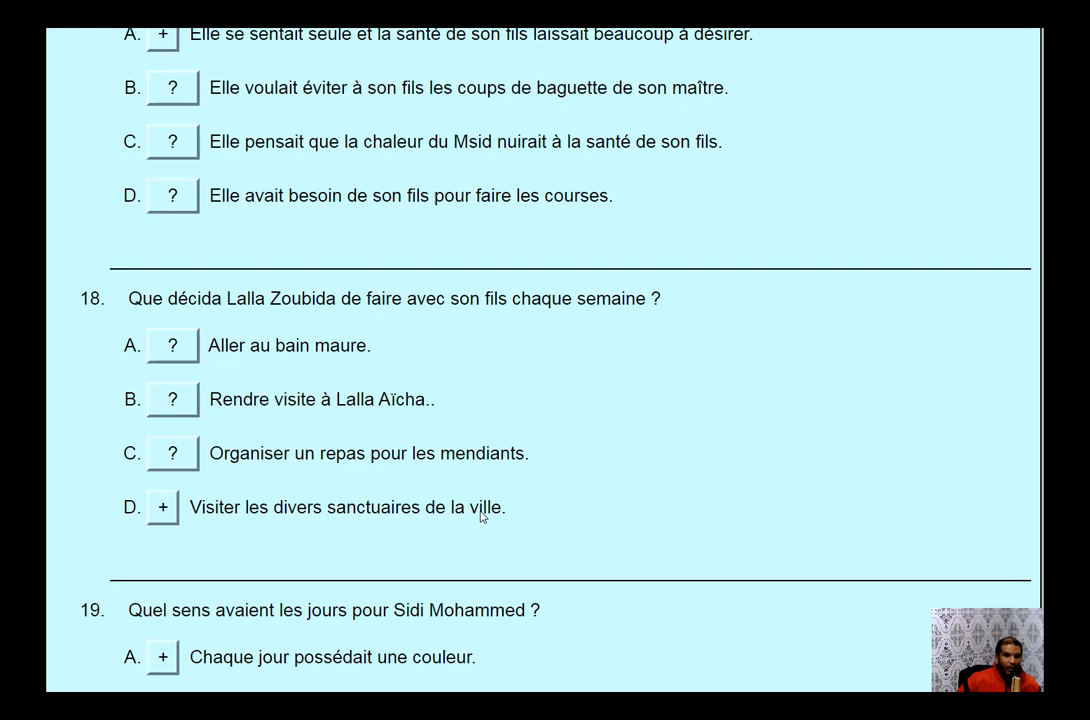 A. + Elle se sentait seule et la santé de son fils laissait beaucoup à désirer.
B. ? Elle voulait éviter à son fils les coups de baguette de son maître.
C. ? Elle pensait que la chaleur du Msid nuirait à la santé de son fils.
D. ? Elle avait besoin de son fils pour faire les courses.
18. Que décida Lalla Zoubida de faire avec son fils chaque semaine ?
A. ? Aller au bain maure.
B. ? Rendre visite à Lalla Aïcha..
C. ? Organiser un repas pour les mendiants.
D. + Visiter les divers sanctuaires de la ville.
19. Quel sens avaient les jours pour Sidi Mohammed ?
A. + Chaque jour possédait une couleur.